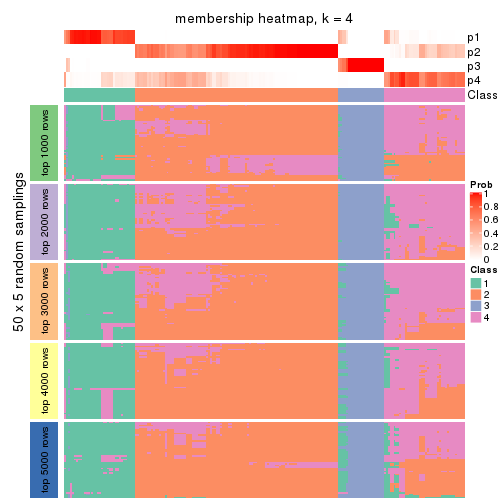 membership heatmap, k = 4
p1
p2
p3
p4
Class
50 x 5 random samplings
top 1000 rows
top 2000 rows
top 3000 rows
top 4000 rows
top 5000 rows
Prob
1
0.8
0.6
0.4
0.2
0
Class
1
2
3
4